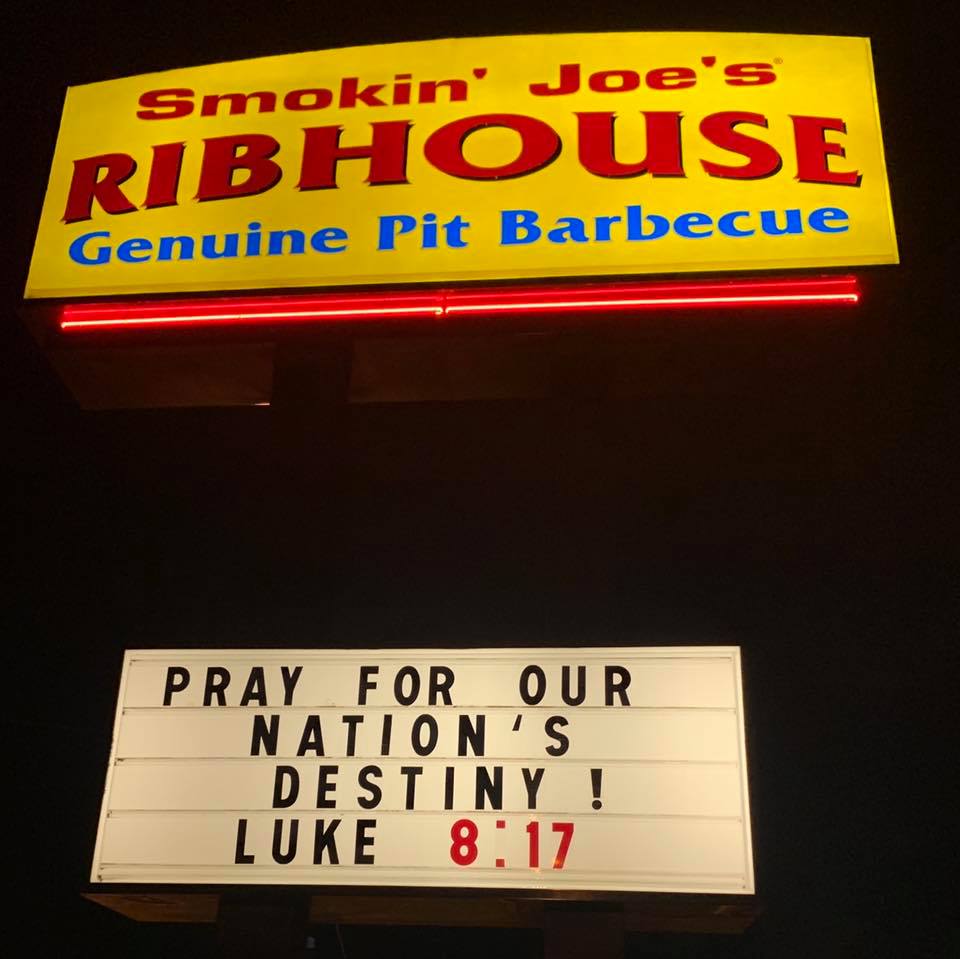 Smokin' Joe's®
RIBHOUSE
Genuine Pit Barbecue
PRAY FOR OUR
NATION'S
DESTINY !
LUKE 8:17